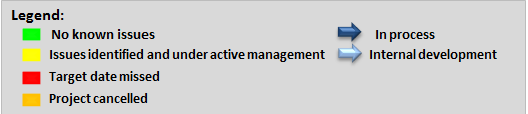 Legend:
No known issues
In process
Issues identified and under active management
Internal development
Target date missed
Project cancelled